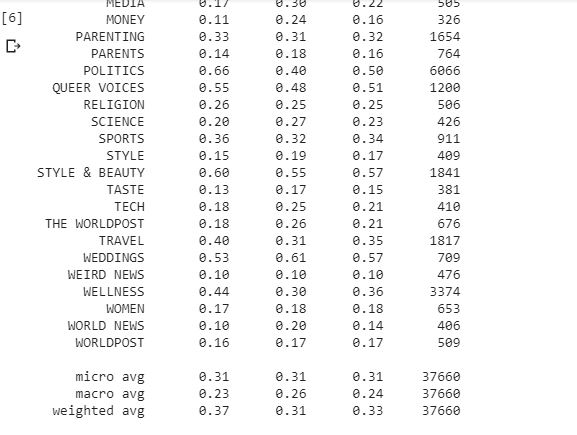 MEDIA 0.17 0.30 0.22 505
[6] MONEY 0.11 0.24 0.16 326
PARENTING 0.33 0.31 0.32 1654
PARENTS 0.14 0.18 0.16 764
POLITICS 0.66 0.40 0.50 6066
QUEER VOICES 0.55 0.48 0.51 1200
RELIGION 0.26 0.25 0.25 506
SCIENCE 0.20 0.27 0.23 426
SPORTS 0.36 0.32 0.34 911
STYLE 0.15 0.19 0.17 409
STYLE & BEAUTY 0.60 0.55 0.57 1841
TASTE 0.13 0.17 0.15 381
TECH 0.18 0.25 0.21 410
THE WORLDPOST 0.18 0.26 0.21 676
TRAVEL 0.40 0.31 0.35 1817
WEDDINGS 0.53 0.61 0.57 709
WEIRD NEWS 0.10 0.10 0.10 476
WELLNESS 0.44 0.30 0.36 3374
WOMEN 0.17 0.18 0.18 653
WORLD NEWS 0.10 0.20 0.14 406
WORLDPOST 0.16 0.17 0.17 509
micro avg 0.31 0.31 0.31 37660
macro avg 0.23 0.26 0.24 37660
weighted avg 0.37 0.31 0.33 37660